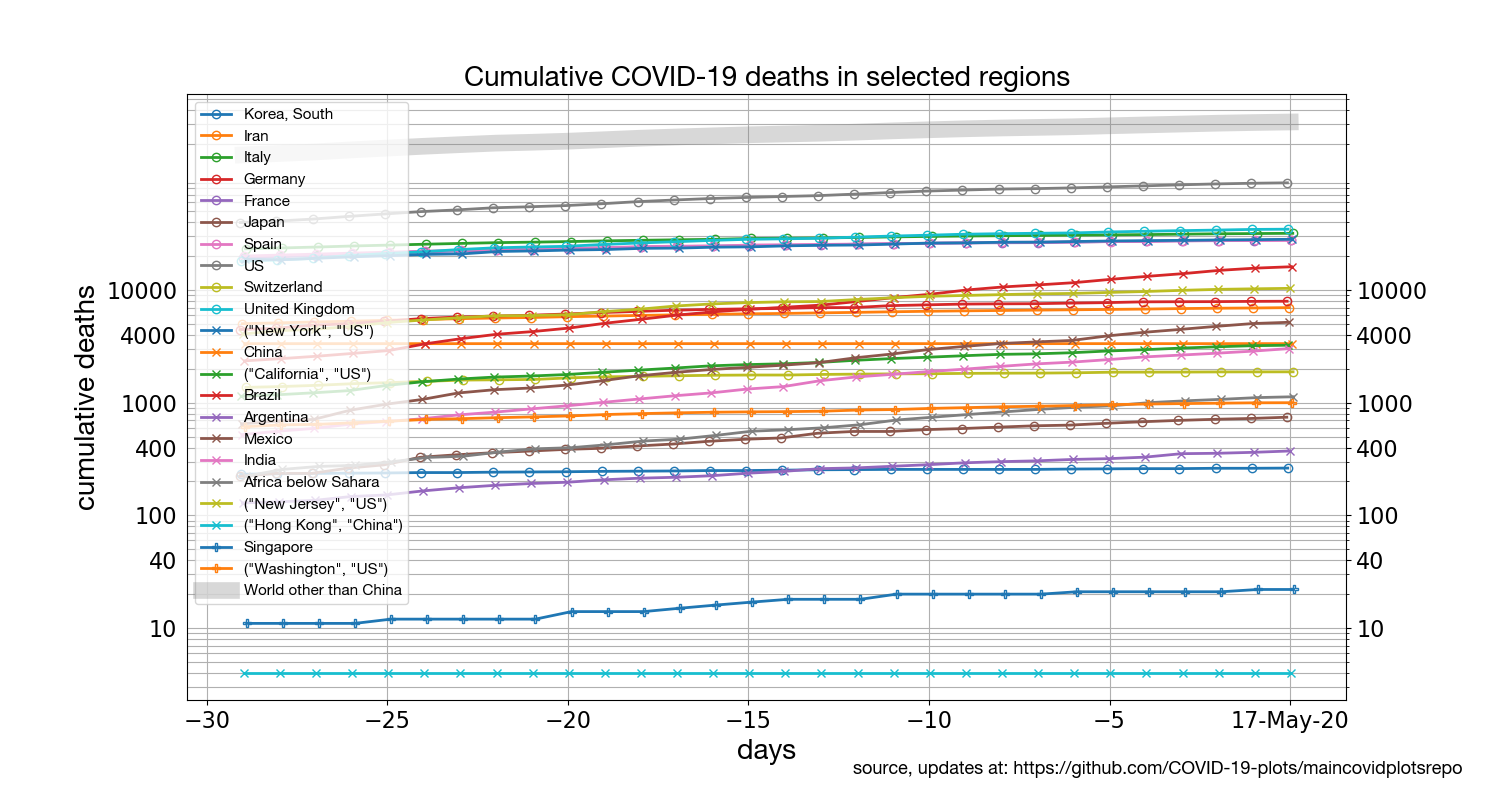 Cumulative COVID-19 deaths in selected regions
Korea, South
Iran
Italy
Germany
France
Japan
Spain
US
Switzerland
United Kingdom
("New York", "US")
China
("California", "US")
Brazil
Argentina
Mexico
India
Africa below Sahara
("New Jersey", "US")
("Hong Kong", "China")
Singapore
("Washington", "US")
World other than China
cumulative deaths
10000
4000
1000
400
100
40
10
10000
4000
1000
400
100
40
10
−30
−25
−20
−15
−10
−5
17-May-20
days
source, updates at: https://github.com/COVID-19-plots/maincovidplotsrepo